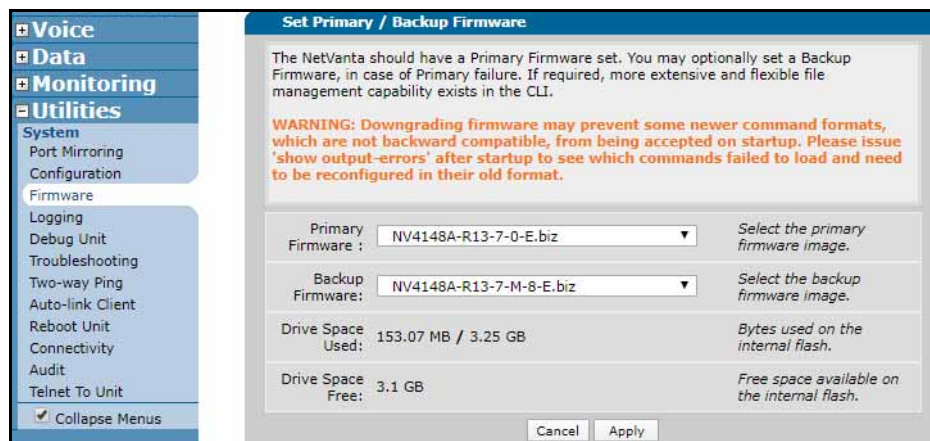 Voice
Data
Monitoring
Utilities
System
Port Mirroring
Configuration
Firmware
Logging
Debug Unit
Troubleshooting
Two-way Ping
Auto-link Client
Reboot Unit
Connectivity
Audit
Telnet To Unit
Collapse Menus
Set Primary / Backup Firmware
The NetVanta should have a Primary Firmware set. You may optionally set a Backup
Firmware, in case of Primary failure. If required, more extensive and flexible file
management capability exists in the CLI.
WARNING: Downgrading firmware may prevent some newer command formats,
which are not backward compatible, from being accepted on startup. Please issue
'show output-errors' after startup to see which commands failed to load and need
to be reconfigured in their old format.
Primary
Firmware :
NV4148A-R13-7-0-E.biz
Select the primary
firmware image.
Backup
Firmware:
NV4148A-R13-7-M-8-E.biz
Select the backup
firmware image.
Drive Space
Used:
153.07 MB / 3.25 GB
Bytes used on the
internal flash.
Drive Space
Free:
3.1 GB
Free space available on
the internal flash.
Cancel Apply